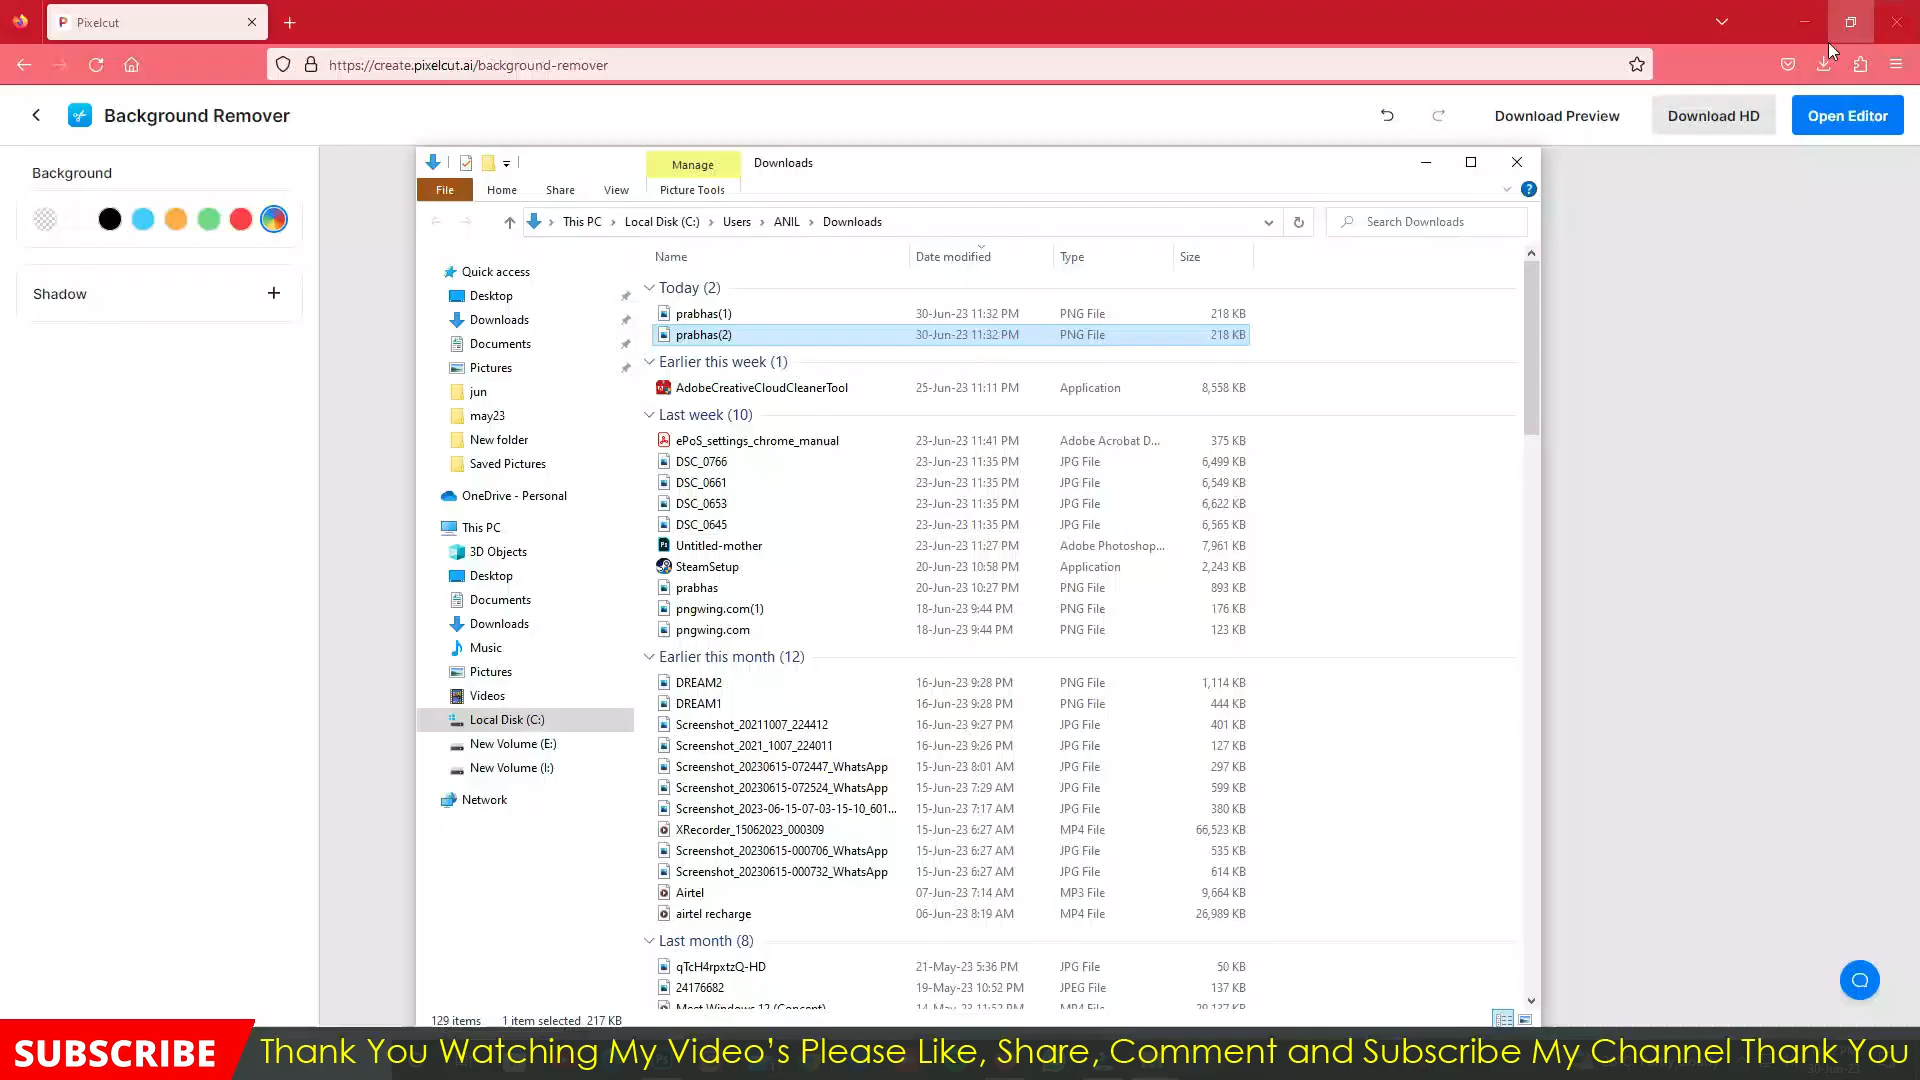 Pixelcut
https://create.pixelcut.ai/background-remover
Background Remover
Download Preview
Download HD
Open Editor
Background
Shadow
Manage
Downloads
File
Home
Share
View
Picture Tools
This PC
Local Disk (C:)
Users
ANIL
Downloads
Search Downloads
Name Date modified Type Size
Quick access
Desktop
Downloads
Documents
Pictures
jun
may23
New folder
Saved Pictures
OneDrive - Personal
This PC
3D Objects
Desktop
Documents
Downloads
Music
Pictures
Videos
Local Disk (C:)
New Volume (E:)
New Volume (I:)
Network
Today (2)
prabhas(1) 30-Jun-23 11:32 PM PNG File 218 KB
prabhas(2) 30-Jun-23 11:32 PM PNG File 218 KB
Earlier this week (1)
AdobeCreativeCloudCleanerTool 25-Jun-23 11:11 PM Application 8,558 KB
Last week (10)
ePoS_settings_chrome_manual 23-Jun-23 11:41 PM Adobe Acrobat D... 375 KB
DSC_0766 23-Jun-23 11:35 PM JPG File 6,499 KB
DSC_0661 23-Jun-23 11:35 PM JPG File 6,549 KB
DSC_0653 23-Jun-23 11:35 PM JPG File 6,622 KB
DSC_0645 23-Jun-23 11:35 PM JPG File 6,565 KB
Untitled-mother 23-Jun-23 11:27 PM Adobe Photoshop... 7,961 KB
SteamSetup 20-Jun-23 10:58 PM Application 2,243 KB
prabhas 20-Jun-23 10:27 PM PNG File 893 KB
pngwing.com(1) 18-Jun-23 9:44 PM PNG File 176 KB
pngwing.com 18-Jun-23 9:44 PM PNG File 123 KB
Earlier this month (12)
DREAM2 16-Jun-23 9:28 PM PNG File 1,114 KB
DREAM1 16-Jun-23 9:28 PM PNG File 444 KB
Screenshot_20211007_224412 16-Jun-23 9:27 PM JPG File 401 KB
Screenshot_2021_1007_224011 16-Jun-23 9:26 PM JPG File 127 KB
Screenshot_20230615-072447_WhatsApp 15-Jun-23 8:01 AM JPG File 297 KB
Screenshot_20230615-072524_WhatsApp 15-Jun-23 7:29 AM JPG File 599 KB
Screenshot_2023-06-15-07-03-15-10_601... 15-Jun-23 7:17 AM JPG File 380 KB
XRecorder_15062023_000309 15-Jun-23 6:27 AM MP4 File 66,523 KB
Screenshot_20230615-000706_WhatsApp 15-Jun-23 6:27 AM JPG File 535 KB
Screenshot_20230615-000732_WhatsApp 15-Jun-23 6:27 AM JPG File 614 KB
Airtel 07-Jun-23 7:14 AM MP3 File 9,664 KB
airtel recharge 06-Jun-23 8:19 AM MP4 File 26,989 KB
Last month (8)
qTcH4rpxtzQ-HD 21-May-23 5:36 PM JPG File 50 KB
24176682 19-May-23 10:52 PM JPEG File 137 KB
Meet Windows 12 (Concept) 14-May-23 11:52 PM MP4 File 29,137 KB
129 items 1 item selected 217 KB
SUBSCRIBE
Thank You Watching My Video's Please Like, Share, Comment and Subscribe My Channel Thank You